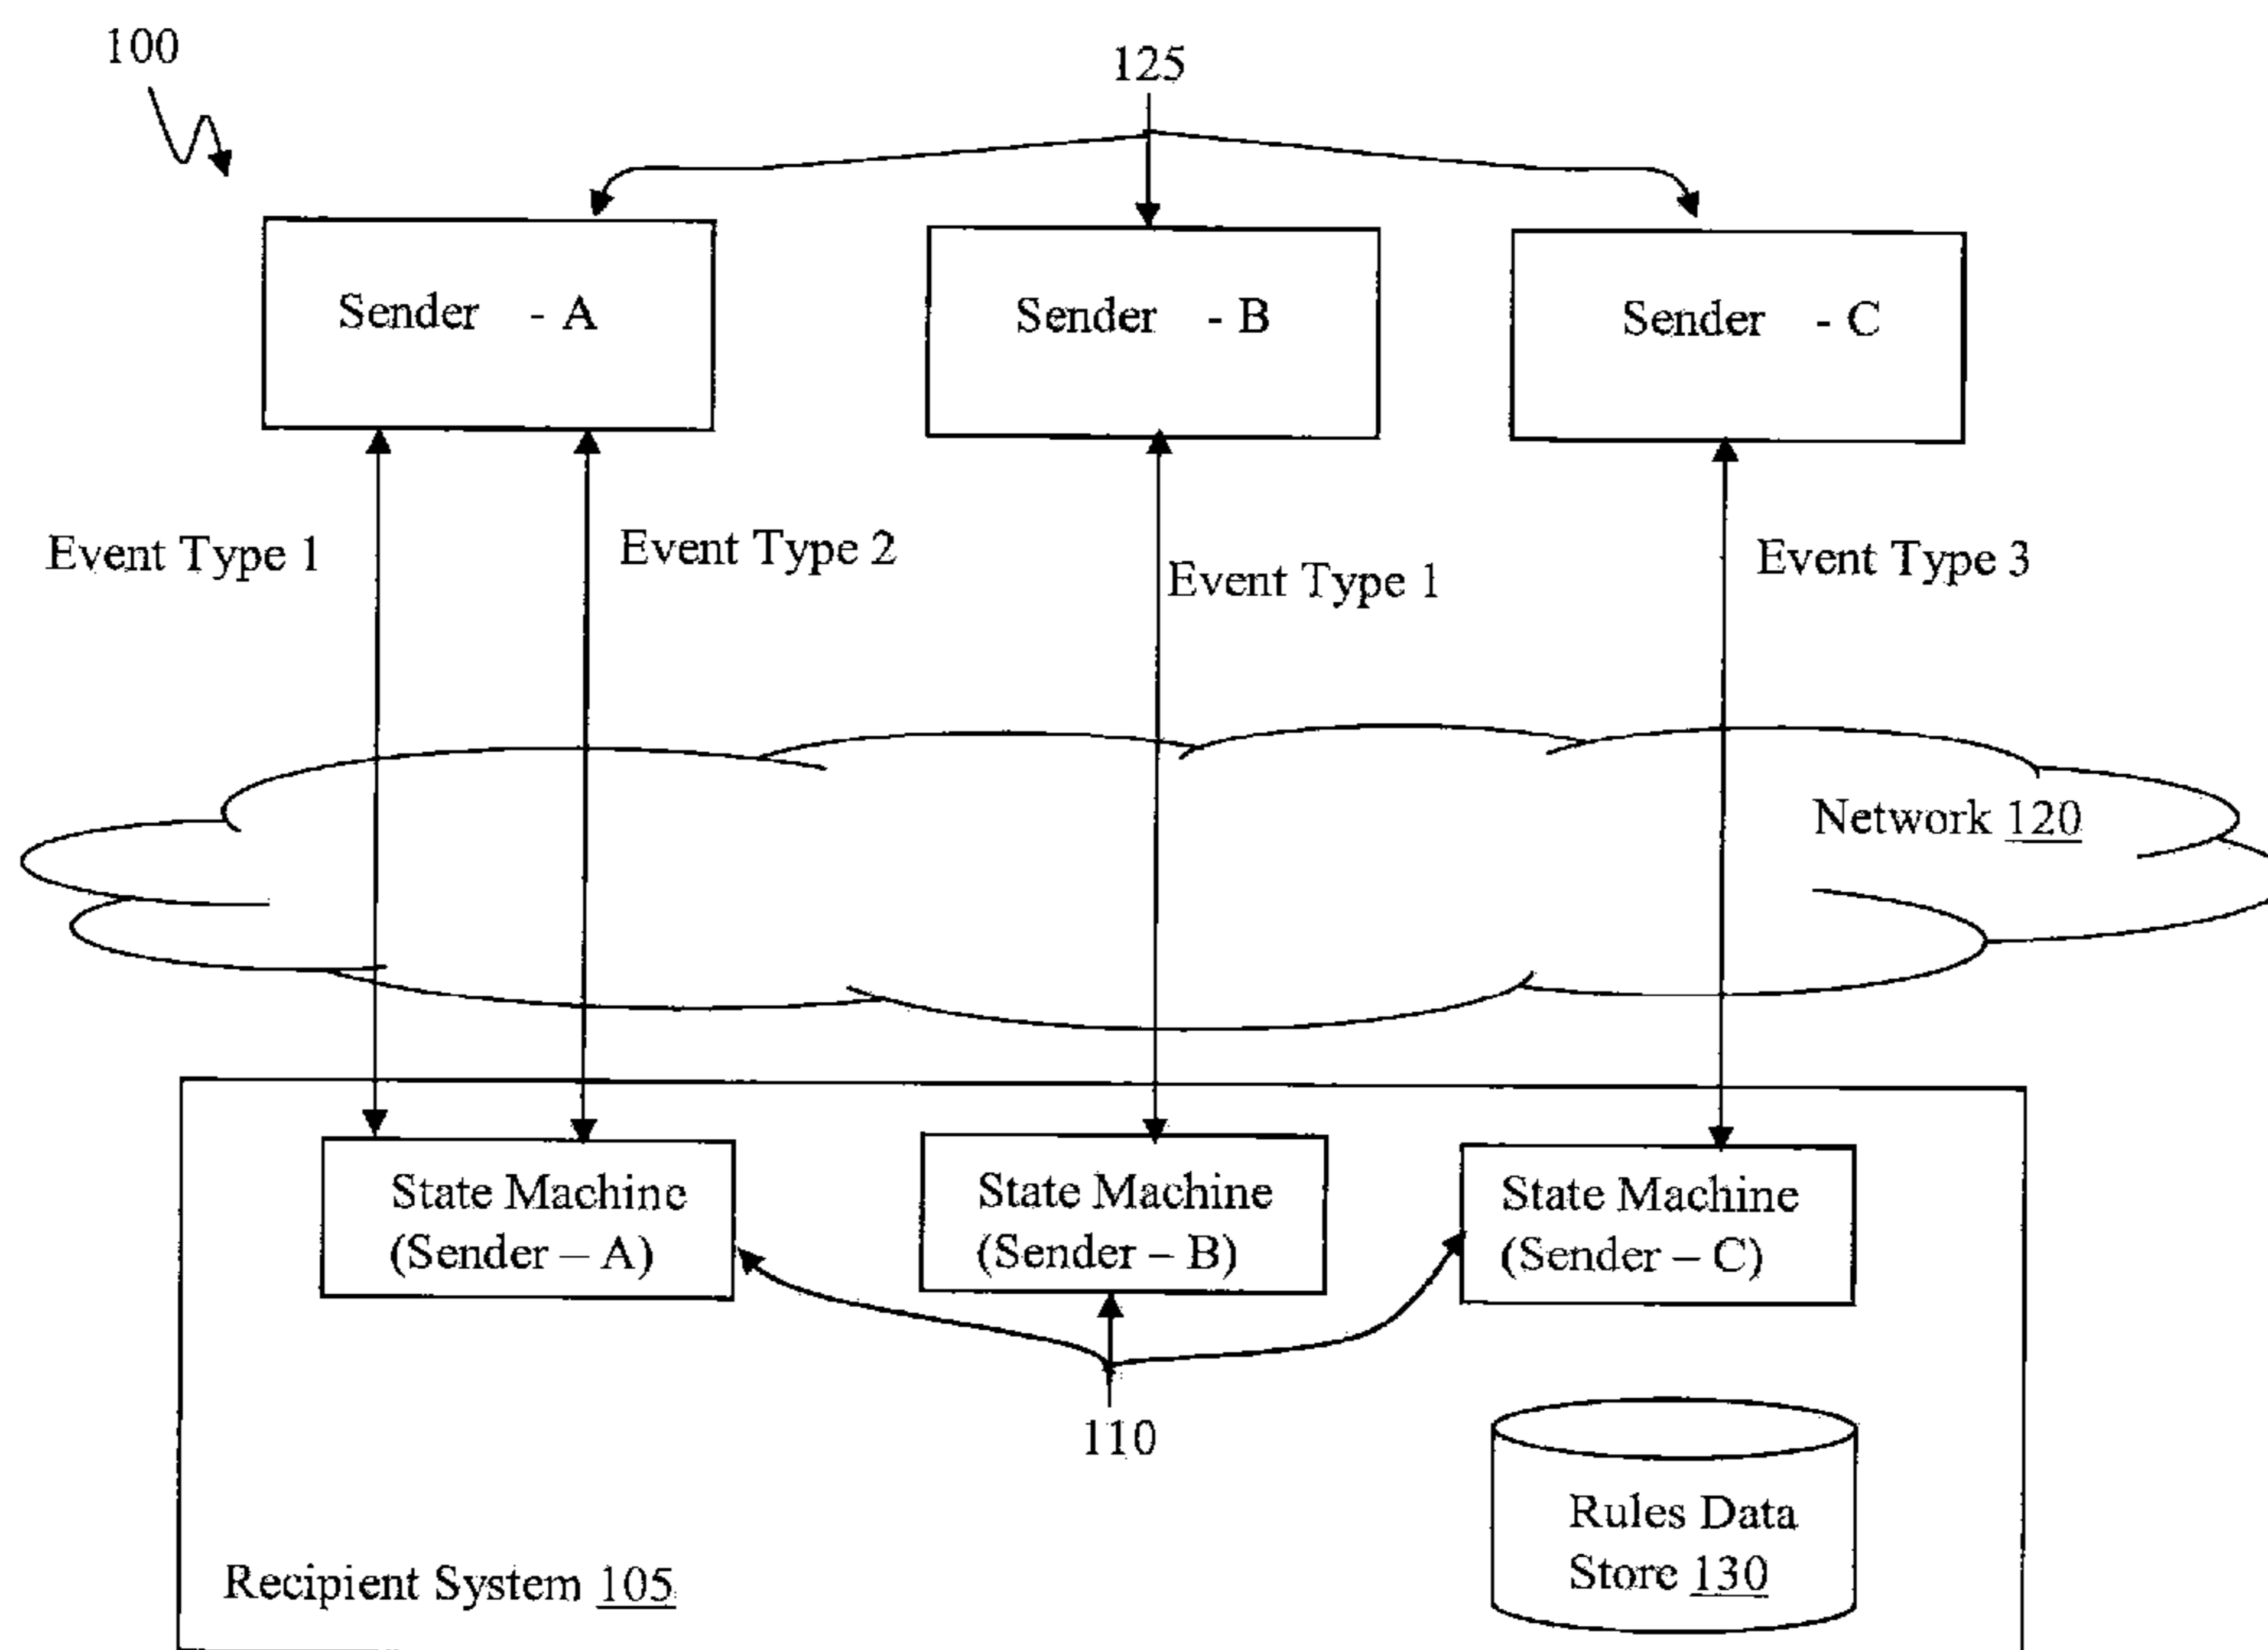 100
125
Sender - A
Sender - B
Sender - C
Event Type 1
Event Type 2
Event Type 1
Event Type 3
Network 120
State Machine
(Sender – A)
State Machine
(Sender – B)
State Machine
(Sender – C)
110
Rules Data
Store 130
Recipient System 105